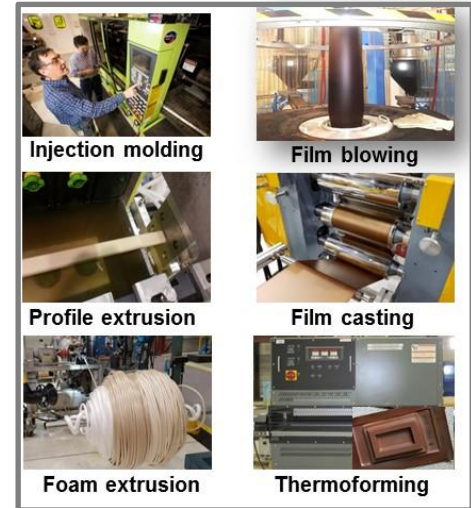 Injection molding
Film blowing
Profile extrusion
Film casting
Foam extrusion
Thermoforming